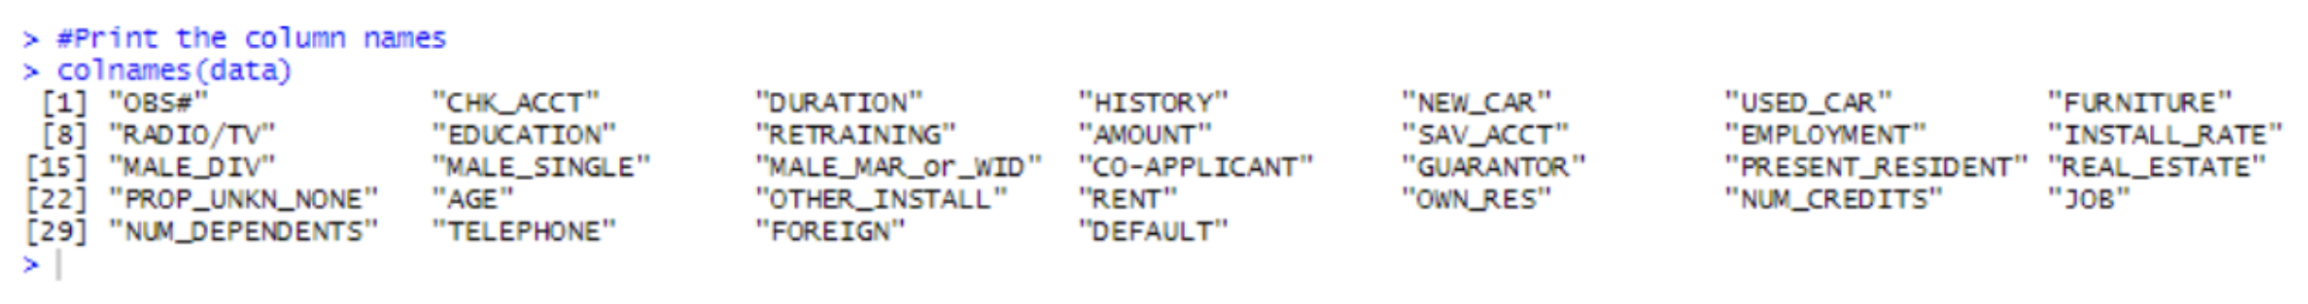 > #Print the column names
> colnames(data)
[1] "OBS#" "CHK_ACCT" "DURATION" "HISTORY" "NEW_CAR" "USED_CAR" "FURNITURE"
[8] "RADIO/TV" "EDUCATION" "RETRAINING" "AMOUNT" "SAV_ACCT" "EMPLOYMENT" "INSTALL_RATE"
[15] "MALE_DIV" "MALE_SINGLE" "MALE_MAR_or_WID" "CO-APPLICANT" "GUARANTOR" "PRESENT_RESIDENT" "REAL_ESTATE"
[22] "PROP_UNKN_NONE" "AGE" "OTHER_INSTALL" "RENT" "OWN_RES" "NUM_CREDITS" "JOB"
[29] "NUM_DEPENDENTS" "TELEPHONE" "FOREIGN" "DEFAULT"
>